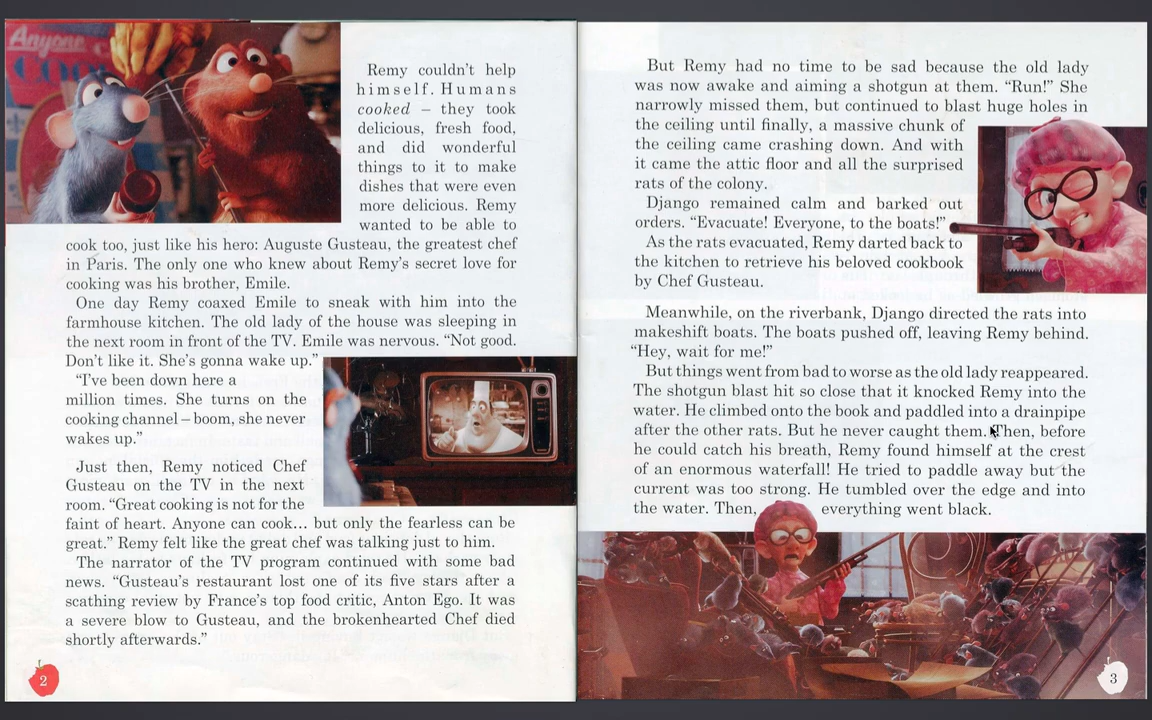 Anyone
Remy couldn't help
himself. Humans
cooked – they took
delicious, fresh food,
and did wonderful
things to it to make
dishes that were even
more delicious. Remy
wanted to be able to
cook too, just like his hero: Auguste Gusteau, the greatest chef
in Paris. The only one who knew about Remy's secret love for
cooking was his brother, Emile.
One day Remy coaxed Emile to sneak with him into the
farmhouse kitchen. The old lady of the house was sleeping in
the next room in front of the TV. Emile was nervous. “Not good.
Don't like it. She's gonna wake up.”
“I've been down here a
million times. She turns on the
cooking channel – boom, she never
wakes up.”
Just then, Remy noticed Chef
Gusteau on the TV in the next
room. “Great cooking is not for the
faint of heart. Anyone can cook... but only the fearless can be
great.” Remy felt like the great chef was talking just to him.
The narrator of the TV program continued with some bad
news. “Gusteau's restaurant lost one of its five stars after a
scathing review by France's top food critic, Anton Ego. It was
a severe blow to Gusteau, and the brokenhearted Chef died
shortly afterwards.”
2
But Remy had no time to be sad because the old lady
was now awake and aiming a shotgun at them. “Run!” She
narrowly missed them, but continued to blast huge holes in
the ceiling until finally, a massive chunk of
the ceiling came crashing down. And with
it came the attic floor and all the surprised
rats of the colony.
Django remained calm and barked out
orders. “Evacuate! Everyone, to the boats!”
As the rats evacuated, Remy darted back to
the kitchen to retrieve his beloved cookbook
by Chef Gusteau.
Meanwhile, on the riverbank, Django directed the rats into
makeshift boats. The boats pushed off, leaving Remy behind.
“Hey, wait for me!”
But things went from bad to worse as the old lady reappeared.
The shotgun blast hit so close that it knocked Remy into the
water. He climbed onto the book and paddled into a drainpipe
after the other rats. But he never caught them. Then, before
he could catch his breath, Remy found himself at the crest
of an enormous waterfall! He tried to paddle away but the
current was too strong. He tumbled over the edge and into
the water. Then, everything went black.
3